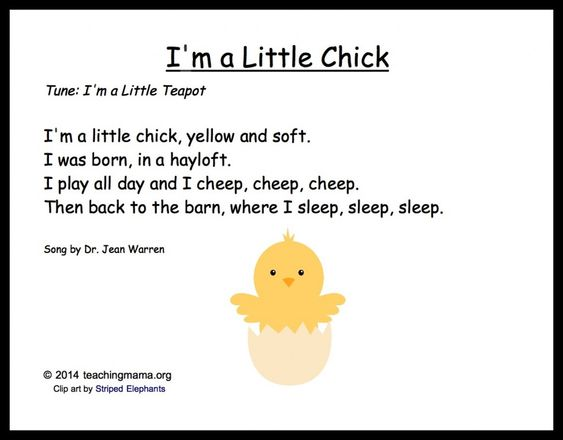 I'm a Little Chick
Tune: I'm a Little Teapot
I'm a little chick, yellow and soft.
I was born, in a hayloft.
I play all day and I cheep, cheep, cheep.
Then back to the barn, where I sleep, sleep, sleep.
Song by Dr. Jean Warren
© 2014 teachingmama.org
Clip art by Striped Elephants